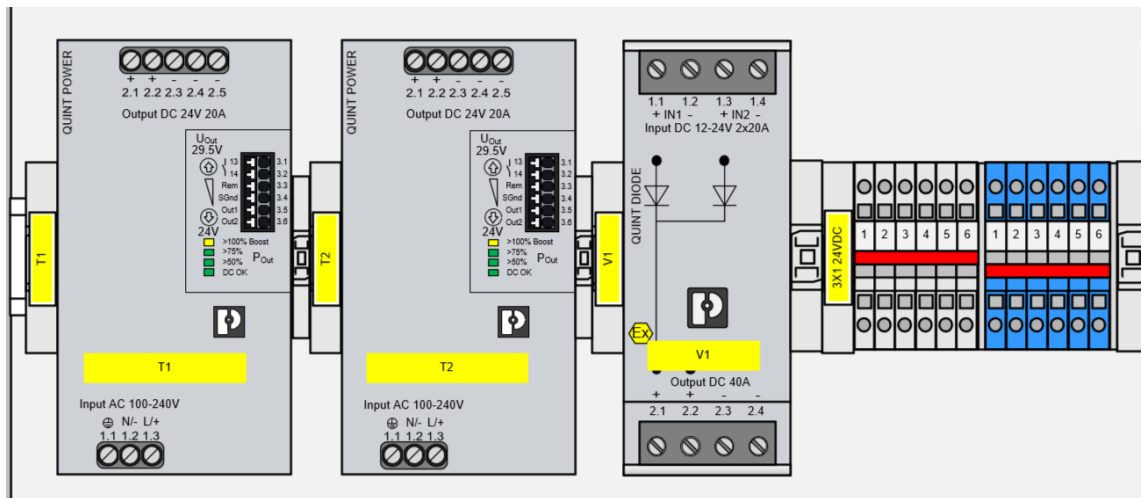 QUINT POWER
+ + - - -
2.1 2.2 2.3 2.4 2.5
Output DC 24V 20A
UOut
29.5V
13 3.1
14 3.2
Rem 3.3
SGnd 3.4
Out1 3.5
Out2 3.6
24V
>100% Boost
>75%
>50% POut
DC OK
T1
T1
Input AC 100-240V
N/- L/+
1.1 1.2 1.3
QUINT POWER
+ + - - -
2.1 2.2 2.3 2.4 2.5
Output DC 24V 20A
UOut
29.5V
13 3.1
14 3.2
Rem 3.3
SGnd 3.4
Out1 3.5
Out2 3.6
24V
>100% Boost
>75%
>50% POut
DC OK
T2
T2
Input AC 100-240V
N/- L/+
1.1 1.2 1.3
1.1 1.2 1.3 1.4
+ IN1 - + IN2 -
Input DC 12-24V 2x20A
QUINT DIODE
V1
Ex
V1
Output DC 40A
+ + - -
2.1 2.2 2.3 2.4
3X1 24VDC
1 2 3 4 5 6
1 2 3 4 5 6